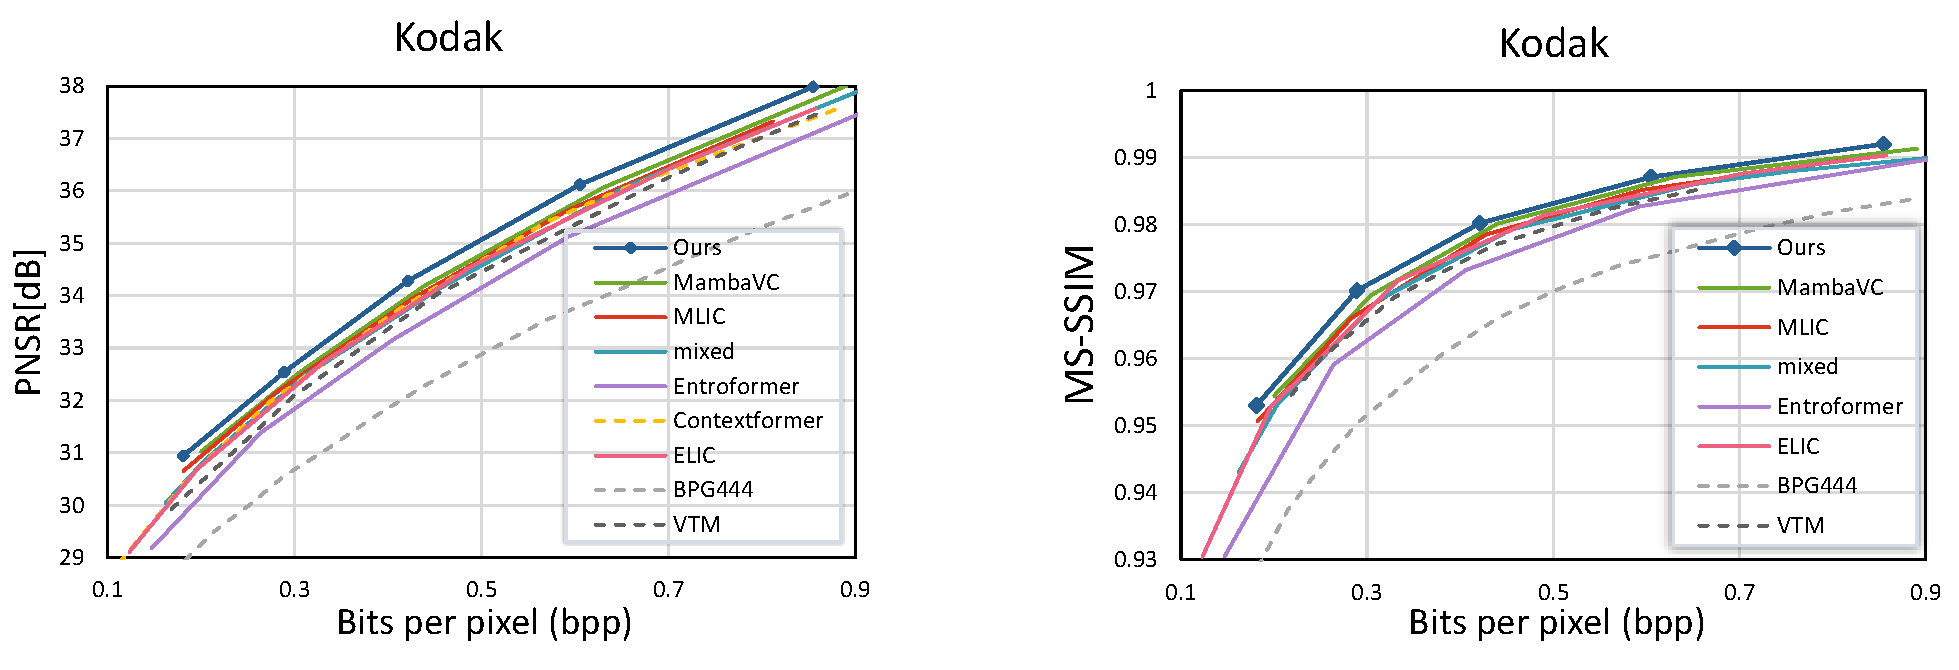 Kodak
38
37
36
35
34
33
32
31
30
29
PNSR[dB]
0.1 0.3 0.5 0.7 0.9
Bits per pixel (bpp)
Ours
MambaVC
MLIC
mixed
Entroformer
Contextformer
ELIC
BPG444
VTM
Kodak
1
0.99
0.98
0.97
0.96
0.95
0.94
0.93
MS-SSIM
0.1 0.3 0.5 0.7 0.9
Bits per pixel (bpp)
Ours
MambaVC
MLIC
mixed
Entroformer
ELIC
BPG444
VTM